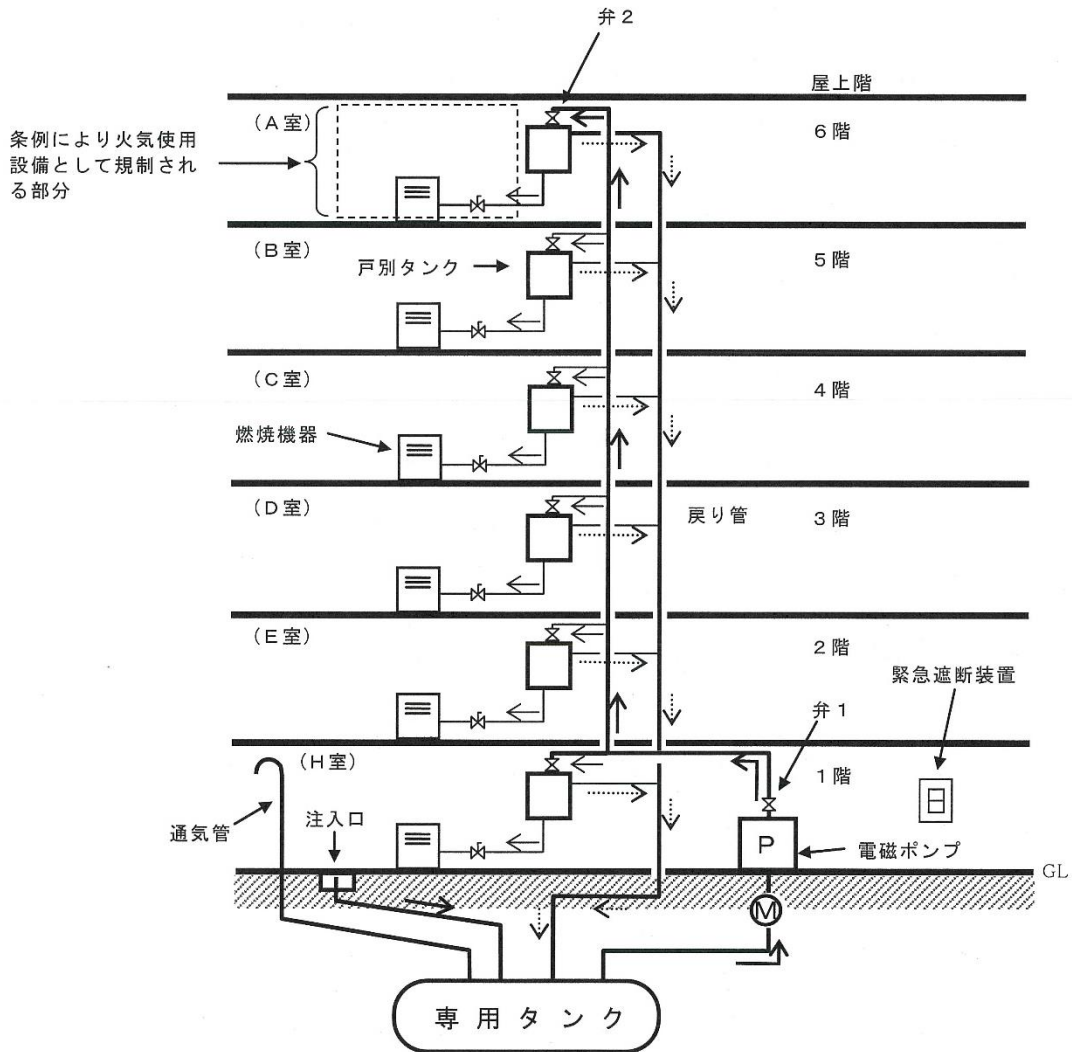 弁2
屋上階
(A室)
6階
条例により火気使用
設備として規制され
る部分
(B室)
戸別タンク
5階
(C室)
4階
燃焼機器
(D室)
戻り管
3階
(E室)
2階
緊急遮断装置
弁1
(H室)
1階
通気管
注入口
P
電磁ポンプ
GL
M
専用タンク